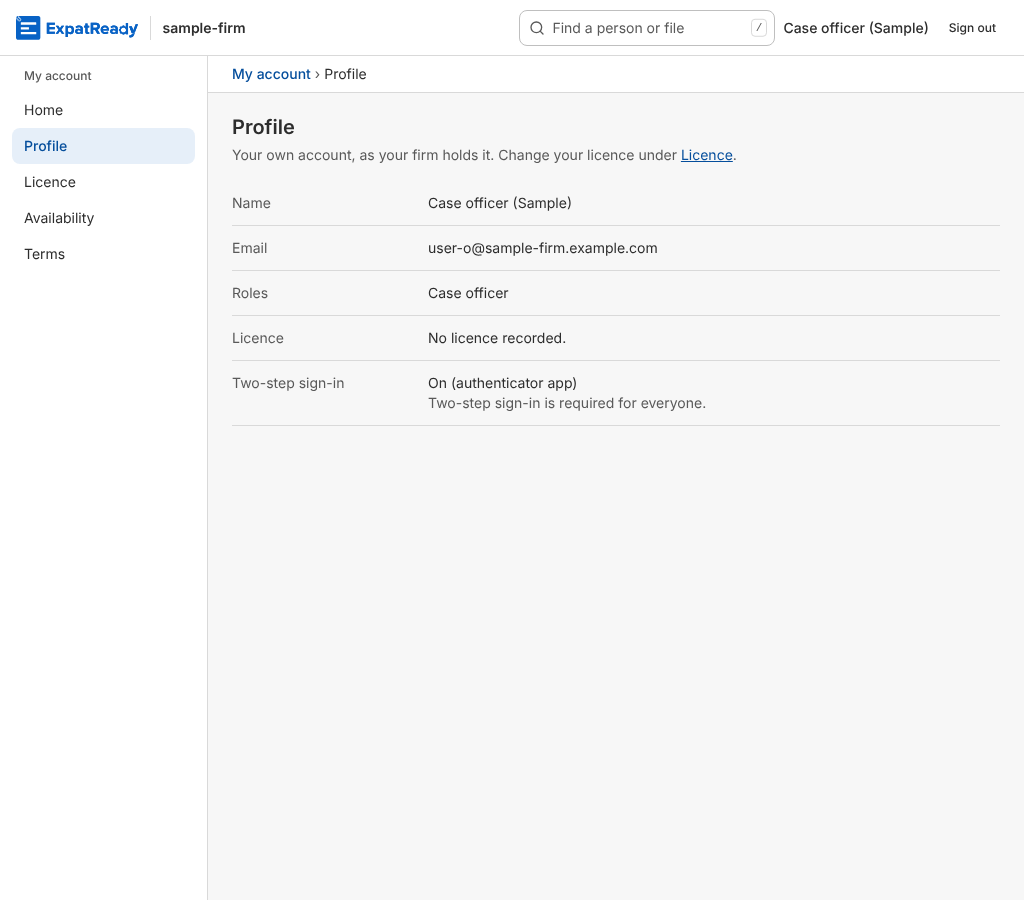 ExpatReady
sample-firm
Find a person or file
/
Case officer (Sample)
Sign out
My account
Home
Profile
Licence
Availability
Terms
My account › Profile
Profile
Your own account, as your firm holds it. Change your licence under Licence.
Name
Case officer (Sample)
Email
user-o@sample-firm.example.com
Roles
Case officer
Licence
No licence recorded.
Two-step sign-in
On (authenticator app)
Two-step sign-in is required for everyone.